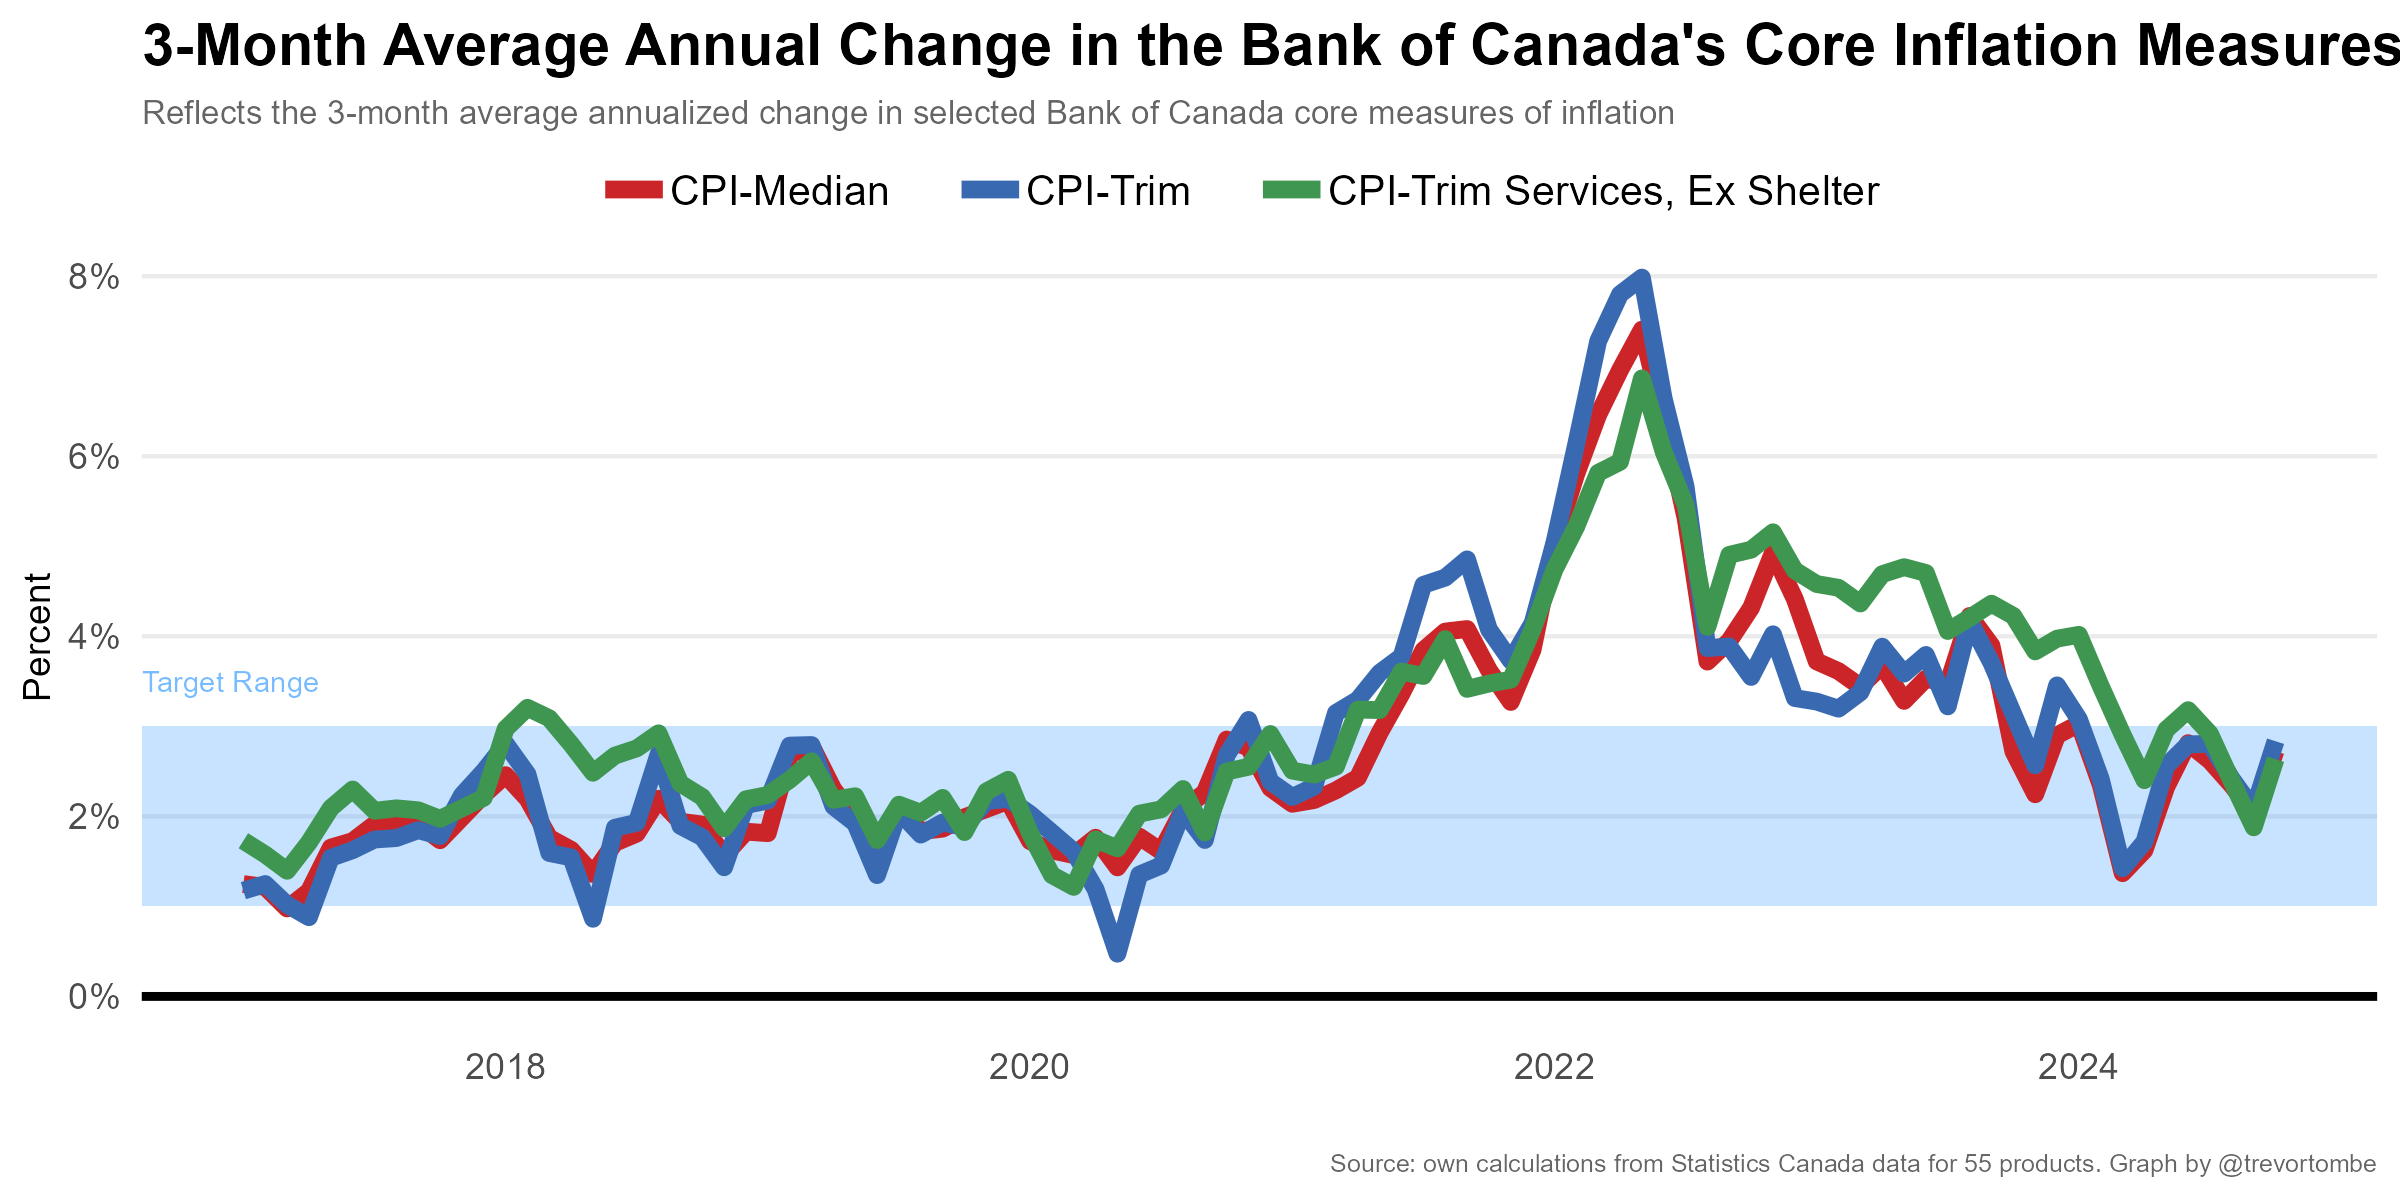 3-Month Average Annual Change in the Bank of Canada's Core Inflation Measures
Reflects the 3-month average annualized change in selected Bank of Canada core measures of inflation
CPI-Median CPI-Trim CPI-Trim Services, Ex Shelter
8%
6%
4%
Target Range
2%
0%
Percent
2018 2020 2022 2024
Source: own calculations from Statistics Canada data for 55 products. Graph by @trevortombe